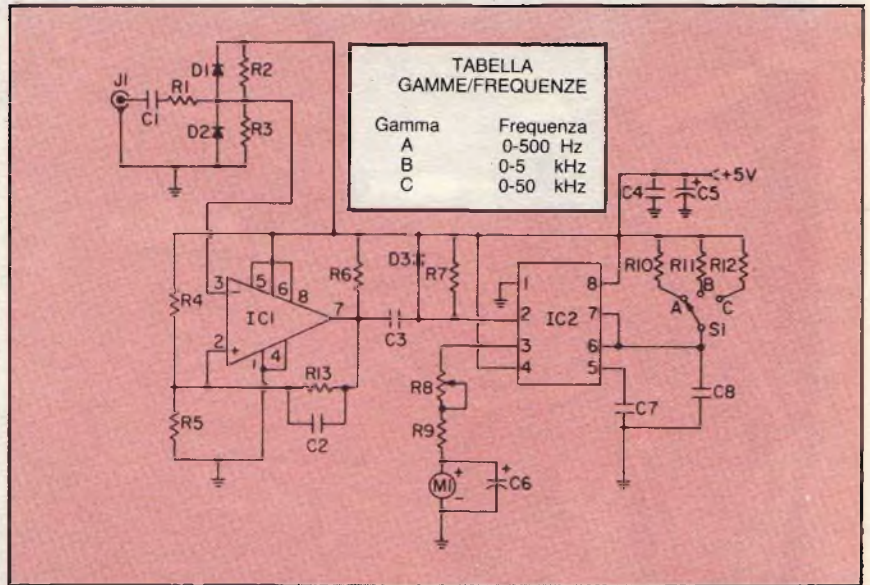 J1
C1
R1
D1
R2
D2
R3
TABELLA
GAMME/FREQUENZE
Gamma Frequenza
A 0-500 Hz
B 0-5 kHz
C 0-50 kHz
+5V
C4
C5
R4
3
-
2
+
5
6
8
IC1
7
1
4
R6
R13
C2
R5
C3
D3
R7
1
2
3
4
IC2
8
7
6
5
R10
R11
R12
A
B
C
S1
R8
R9
C7
C8
M1
+
-
+
C6